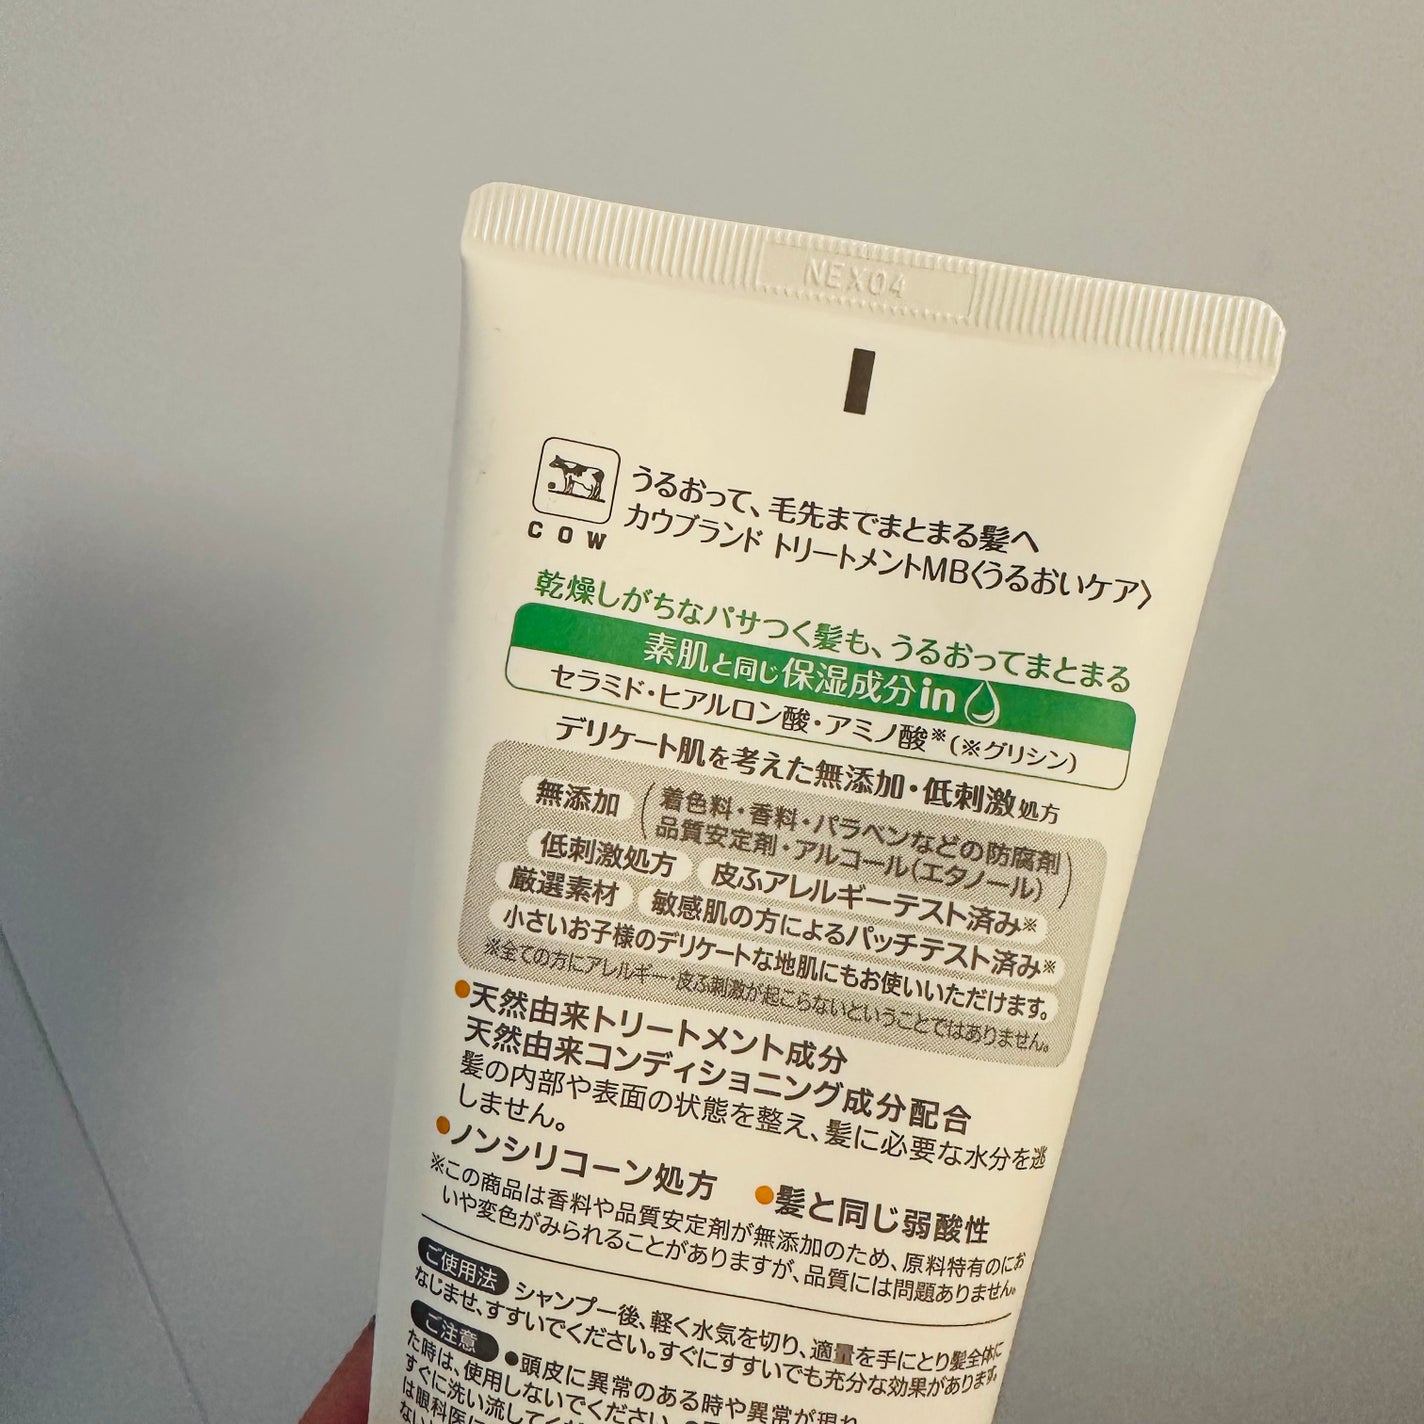 NEX04
COW
うるおって、毛先までまとまる髪へ
カウブランド トリートメントMB〈うるおいケア〉
乾燥しがちなパサつく髪も、うるおってまとまる
素肌と同じ保湿成分in
セラミド・ヒアルロン酸・アミノ酸※(※グリシン)
デリケート肌を考えた無添加・低刺激処方
無添加(着色料・香料・パラベンなどの防腐剤
品質安定剤・アルコール(エタノール))
低刺激処方 皮ふアレルギーテスト済み※
厳選素材 敏感肌の方によるパッチテスト済み※
小さいお子様のデリケートな地肌にもお使いいただけます。
※全ての方にアレルギー・皮ふ刺激が起こらないということではありません。
●天然由来トリートメント成分
天然由来コンディショニング成分配合
髪の内部や表面の状態を整え、髪に必要な水分を逃
しません。
●ノンシリコーン処方 ●髪と同じ弱酸性
※この商品は香料や品質安定剤が無添加のため、原料特有のにお
いや変色がみられることがありますが、品質には問題ありません。
ご使用法 シャンプー後、軽く水気を切り、適量を手にとり髪全体に
なじませ、すすいでください。すぐにすすいでも充分な効果があります。
ご注意 ●頭皮に異常のある時や異常が現れ
た時は、使用しないでください。
すぐに洗い流してく
は眼科医に